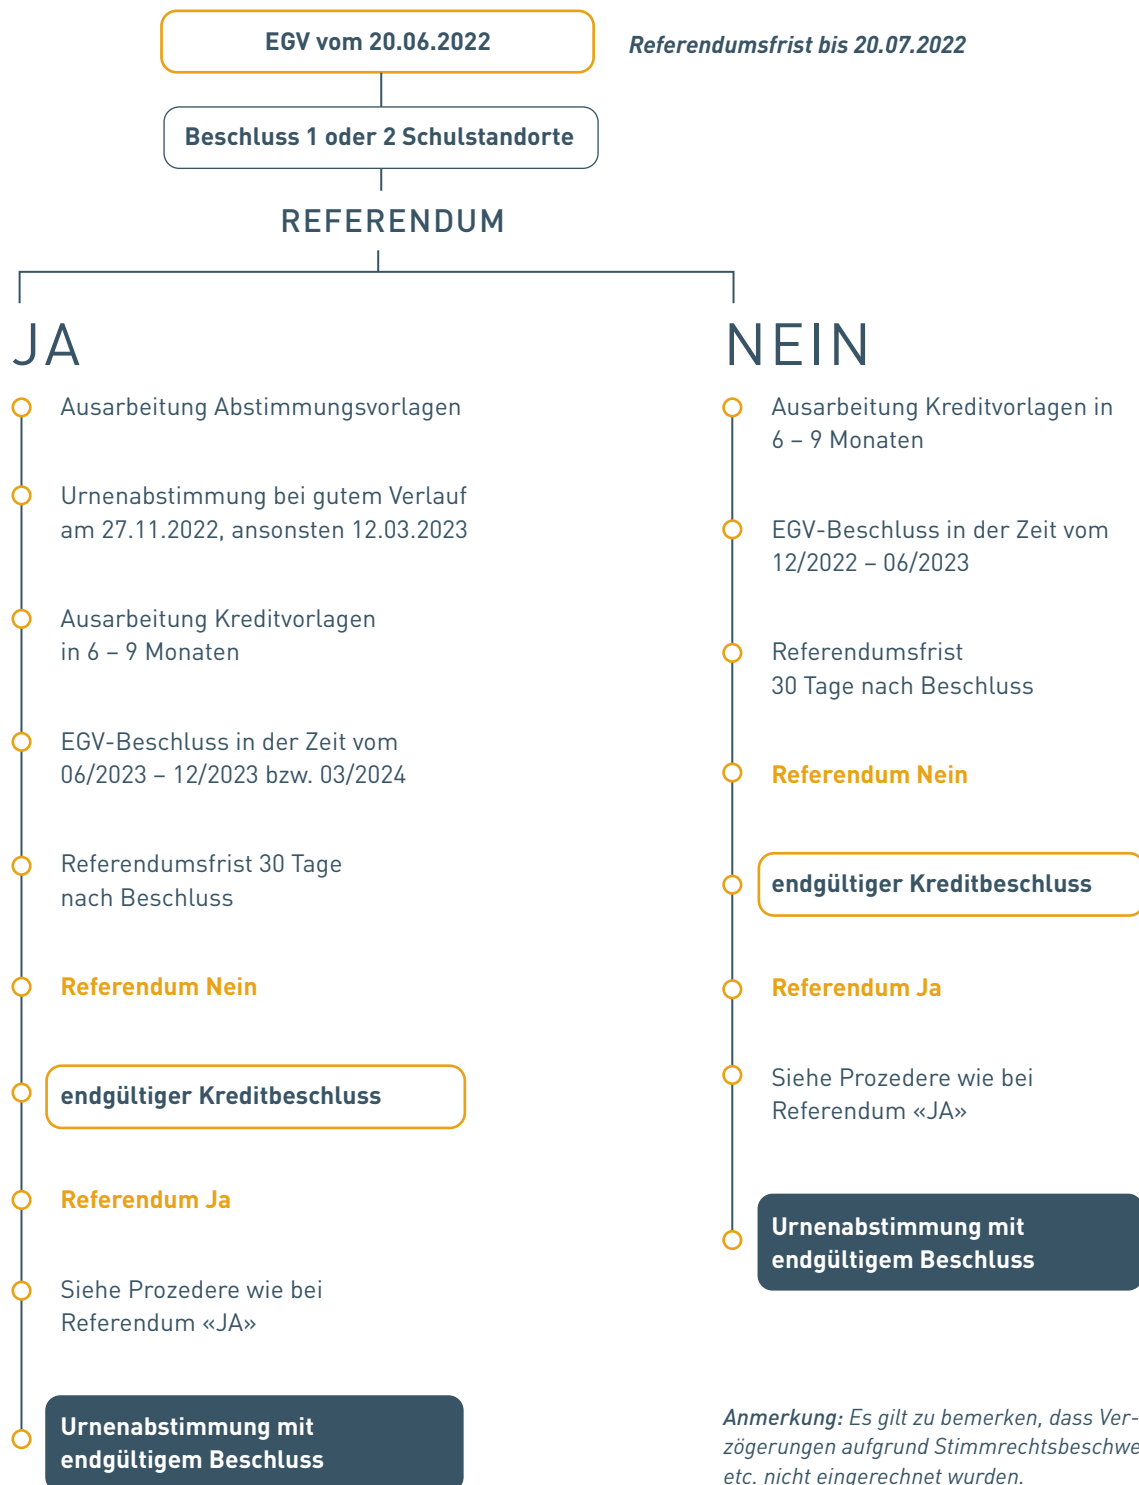 EGV vom 20.06.2022
Referendumsfrist bis 20.07.2022
Beschluss 1 oder 2 Schulstandorte
REFERENDUM
JA
Ausarbeitung Abstimmungsvorlagen
Urnenabstimmung bei gutem Verlauf
am 27.11.2022, ansonsten 12.03.2023
Ausarbeitung Kreditvorlagen
in 6 – 9 Monaten
EGV-Beschluss in der Zeit vom
06/2023 – 12/2023 bzw. 03/2024
Referendumsfrist 30 Tage
nach Beschluss
Referendum Nein
endgültiger Kreditbeschluss
Referendum Ja
Siehe Prozedere wie bei
Referendum «JA»
Urnenabstimmung mit
endgültigem Beschluss
NEIN
Ausarbeitung Kreditvorlagen in
6 – 9 Monaten
EGV-Beschluss in der Zeit vom
12/2022 – 06/2023
Referendumsfrist
30 Tage nach Beschluss
Referendum Nein
endgültiger Kreditbeschluss
Referendum Ja
Siehe Prozedere wie bei
Referendum «JA»
Urnenabstimmung mit
endgültigem Beschluss
Anmerkung: Es gilt zu bemerken, dass Ver-
zögerungen aufgrund
etc. nicht eingerechnet wurden.